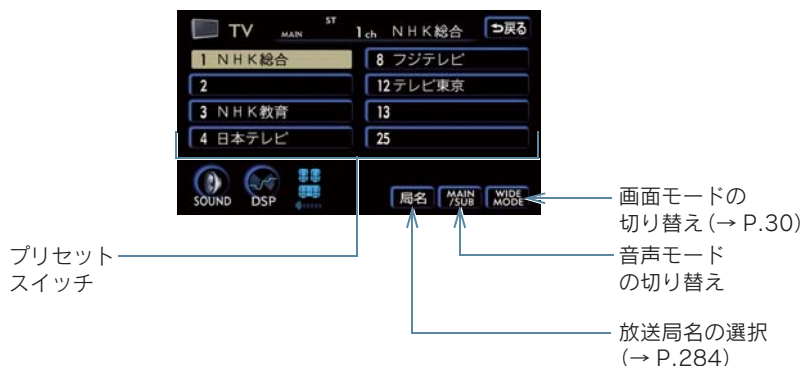 TV MAIN ST 1 ch NHK総合 戻る
1 NHK総合
8 フジテレビ
2
12 テレビ東京
3 NHK教育
13
4 日本テレビ
25
SOUND
DSP
局名
MAIN
/SUB
WIDE
MODE
プリセット
スイッチ
画面モードの
切り替え(→ P.30)
音声モード
の切り替え
放送局名の選択
(→ P.284)